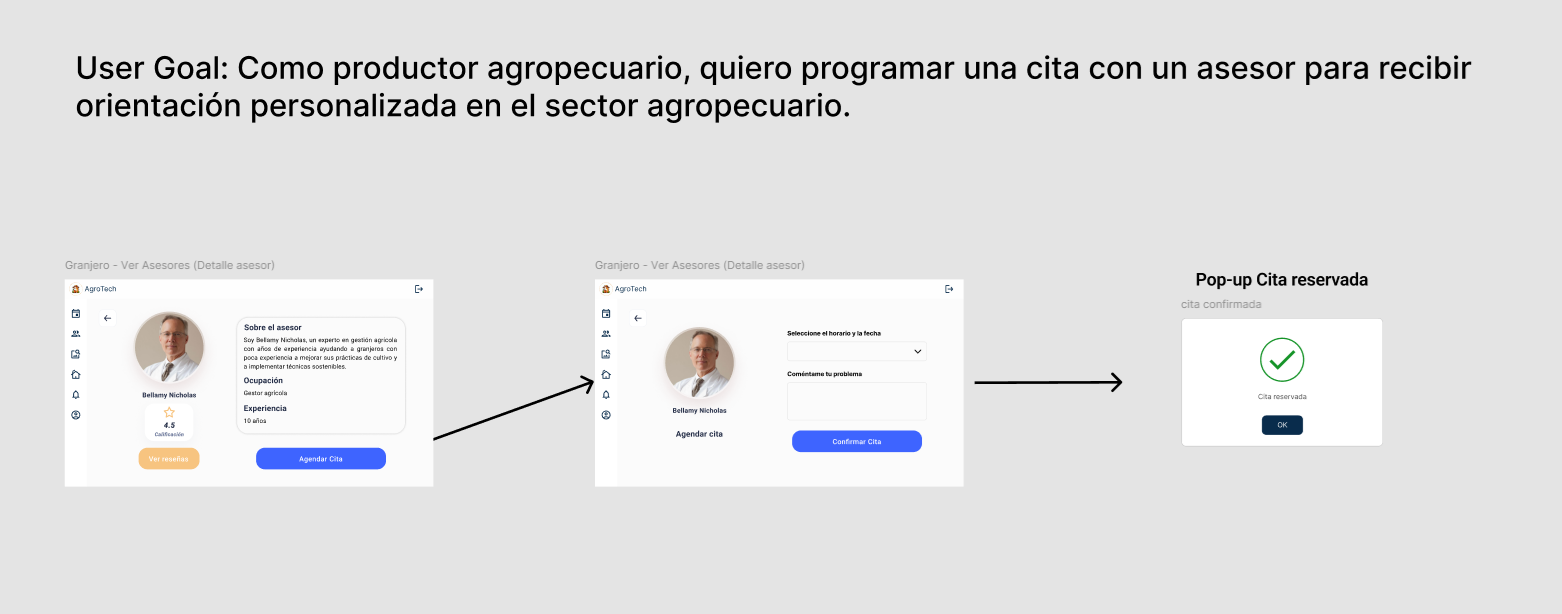 User Goal: Como productor agropecuario, quiero programar una cita con un asesor para recibir
orientación personalizada en el sector agropecuario.
Granjero - Ver Asesores (Detalle asesor)
AgroTech
Bellamy Nicholas
4.5
Calificación
Ver reseñas
Sobre el asesor
Soy Bellamy Nicholas, un experto en gestión agrícola
con años de experiencia ayudando a granjeros con
poca experiencia a mejorar sus prácticas de cultivo y
a implementar técnicas sostenibles.
Ocupación
Gestor agrícola
Experiencia
10 años
Agendar Cita
Granjero - Ver Asesores (Detalle asesor)
AgroTech
Bellamy Nicholas
Agendar cita
Seleccione el horario y la fecha
Coméntame tu problema
Confirmar Cita
Pop-up Cita reservada
cita confirmada
Cita reservada
OK